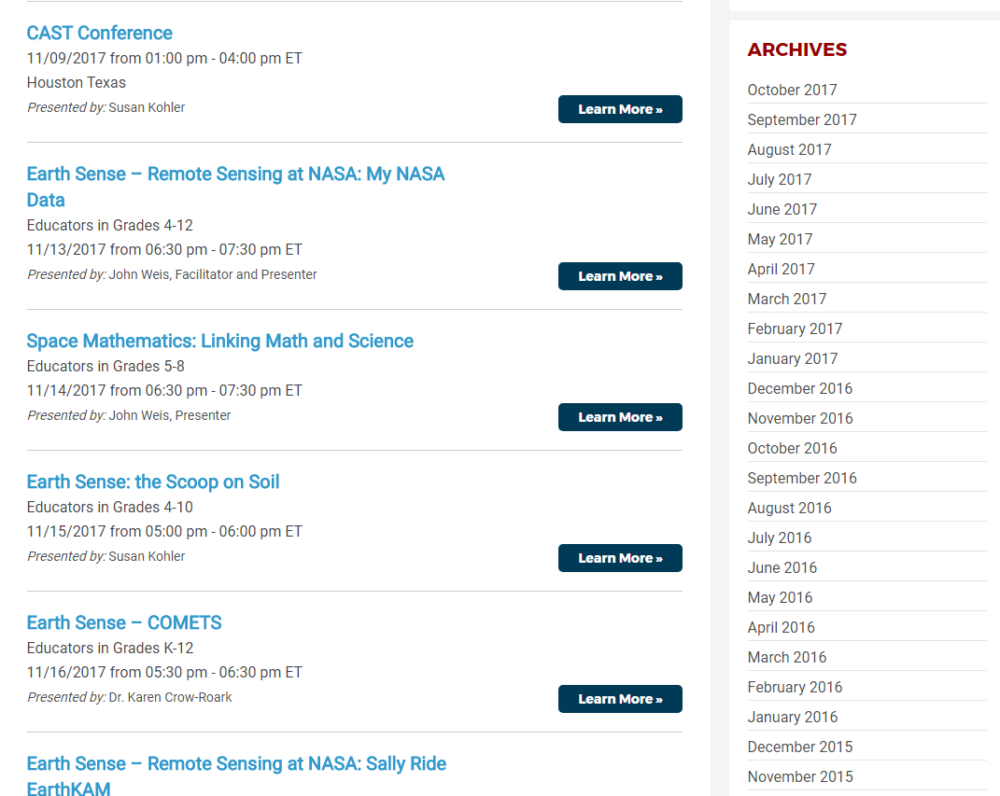 CAST Conference
11/09/2017 from 01:00 pm - 04:00 pm ET
Houston Texas
Presented by: Susan Kohler
Learn More »
Earth Sense – Remote Sensing at NASA: My NASA
Data
Educators in Grades 4-12
11/13/2017 from 06:30 pm - 07:30 pm ET
Presented by: John Weis, Facilitator and Presenter
Learn More »
Space Mathematics: Linking Math and Science
Educators in Grades 5-8
11/14/2017 from 06:30 pm - 07:30 pm ET
Presented by: John Weis, Presenter
Learn More »
Earth Sense: the Scoop on Soil
Educators in Grades 4-10
11/15/2017 from 05:00 pm - 06:00 pm ET
Presented by: Susan Kohler
Learn More »
Earth Sense – COMETS
Educators in Grades K-12
11/16/2017 from 05:30 pm - 06:30 pm ET
Presented by: Dr. Karen Crow-Roark
Learn More »
Earth Sense – Remote Sensing at NASA: Sally Ride
EarthKAM
ARCHIVES
October 2017
September 2017
August 2017
July 2017
June 2017
May 2017
April 2017
March 2017
February 2017
January 2017
December 2016
November 2016
October 2016
September 2016
August 2016
July 2016
June 2016
May 2016
April 2016
March 2016
February 2016
January 2016
December 2015
November 2015